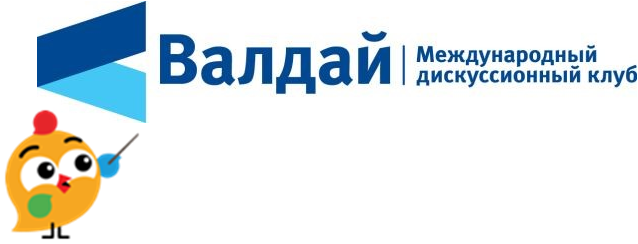 Валдай
Международный
дискуссионный клуб